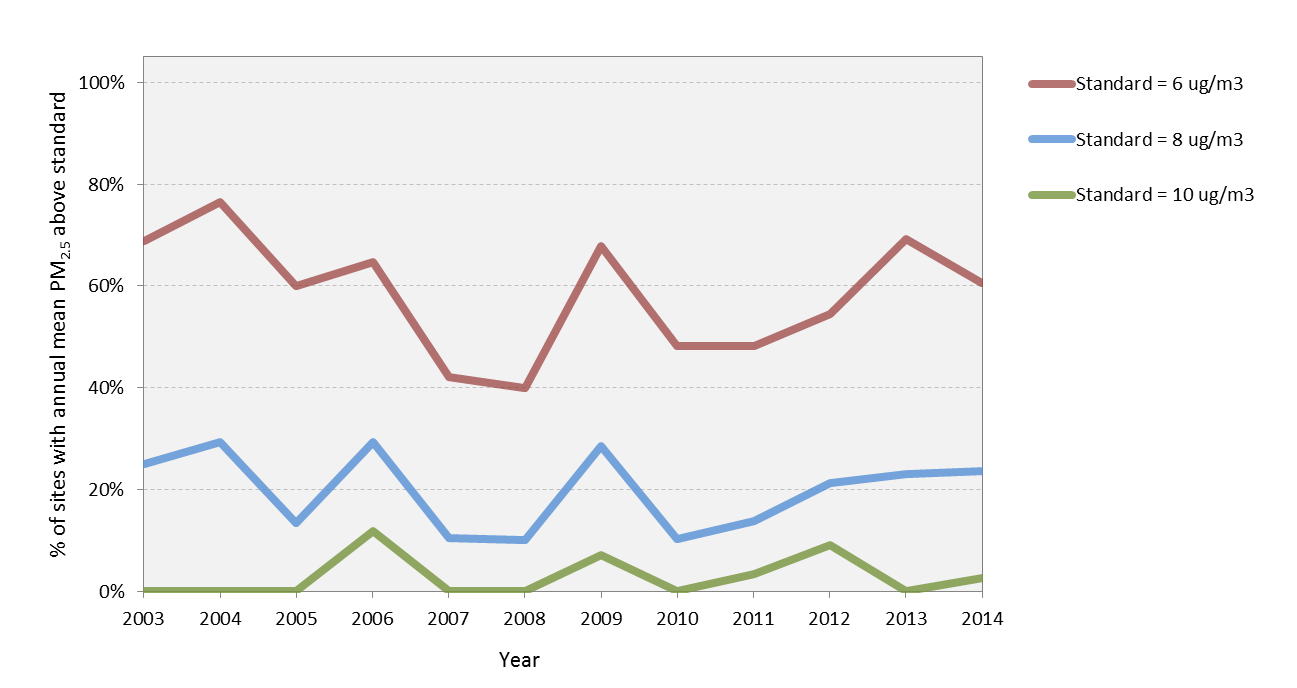 % of sites with annual mean PM2.5 above standard
100%
80%
60%
40%
20%
0%
2003 2004 2005 2006 2007 2008 2009 2010 2011 2012 2013 2014
Year
Standard = 6 ug/m3
Standard = 8 ug/m3
Standard = 10 ug/m3